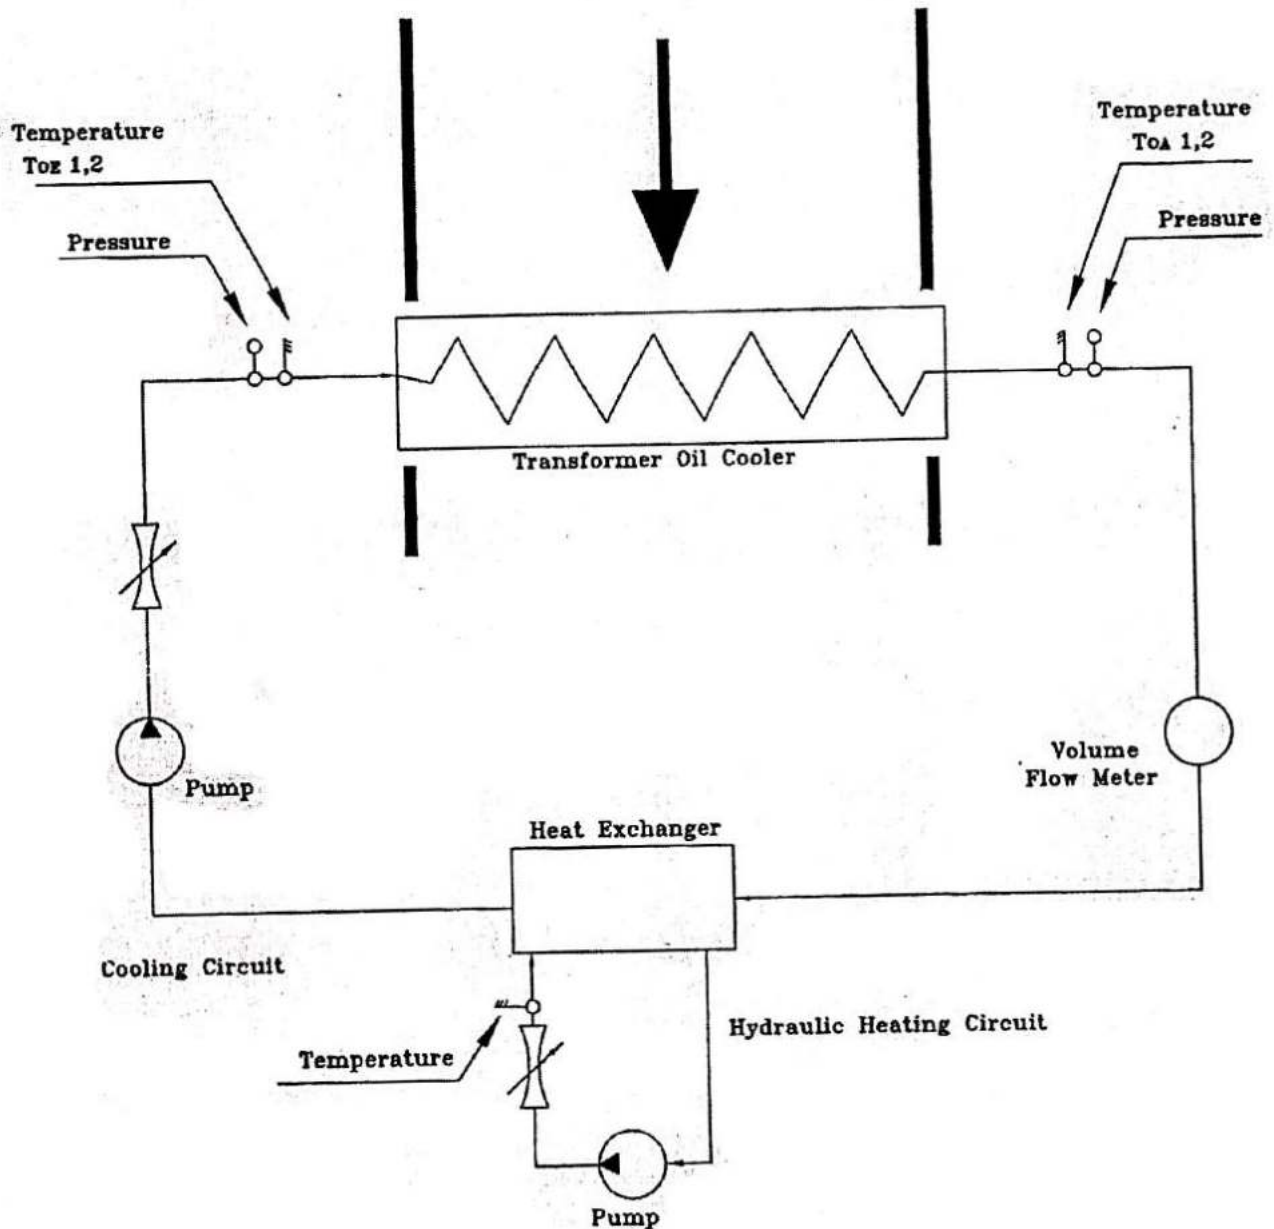 Temperature
TOE 1,2
Pressure
Temperature
TOA 1,2
Pressure
Transformer Oil Cooler
Pump
Volume
Flow Meter
Heat Exchanger
Cooling Circuit
Hydraulic Heating Circuit
Temperature
Pump